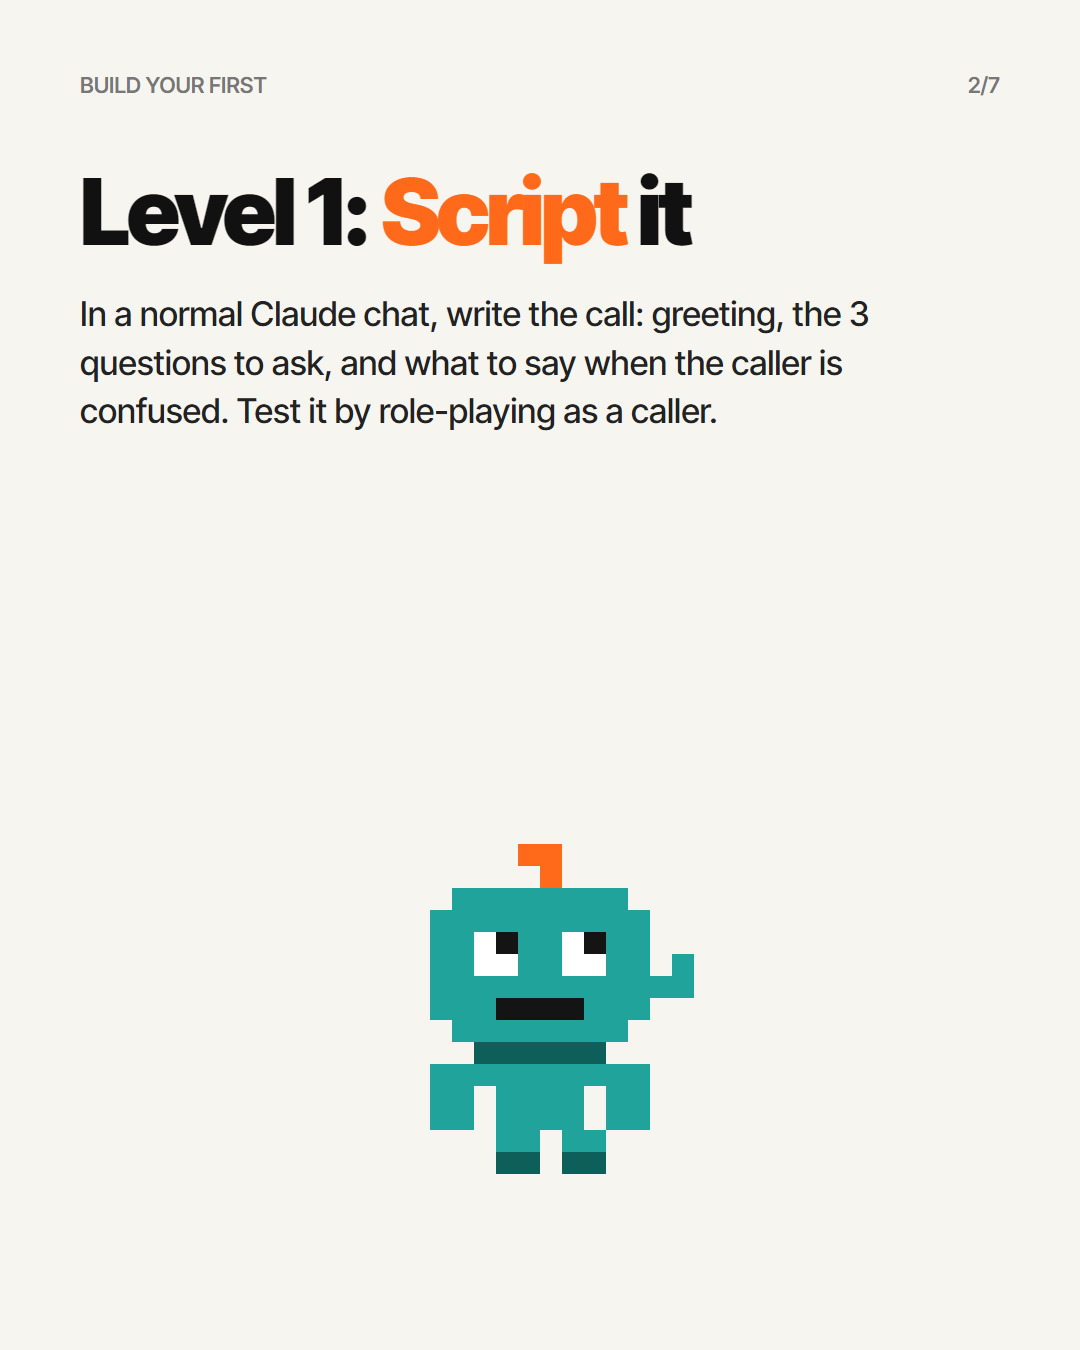 BUILD YOUR FIRST
2/7
Level 1: Script it
In a normal Claude chat, write the call: greeting, the 3
questions to ask, and what to say when the caller is
confused. Test it by role-playing as a caller.